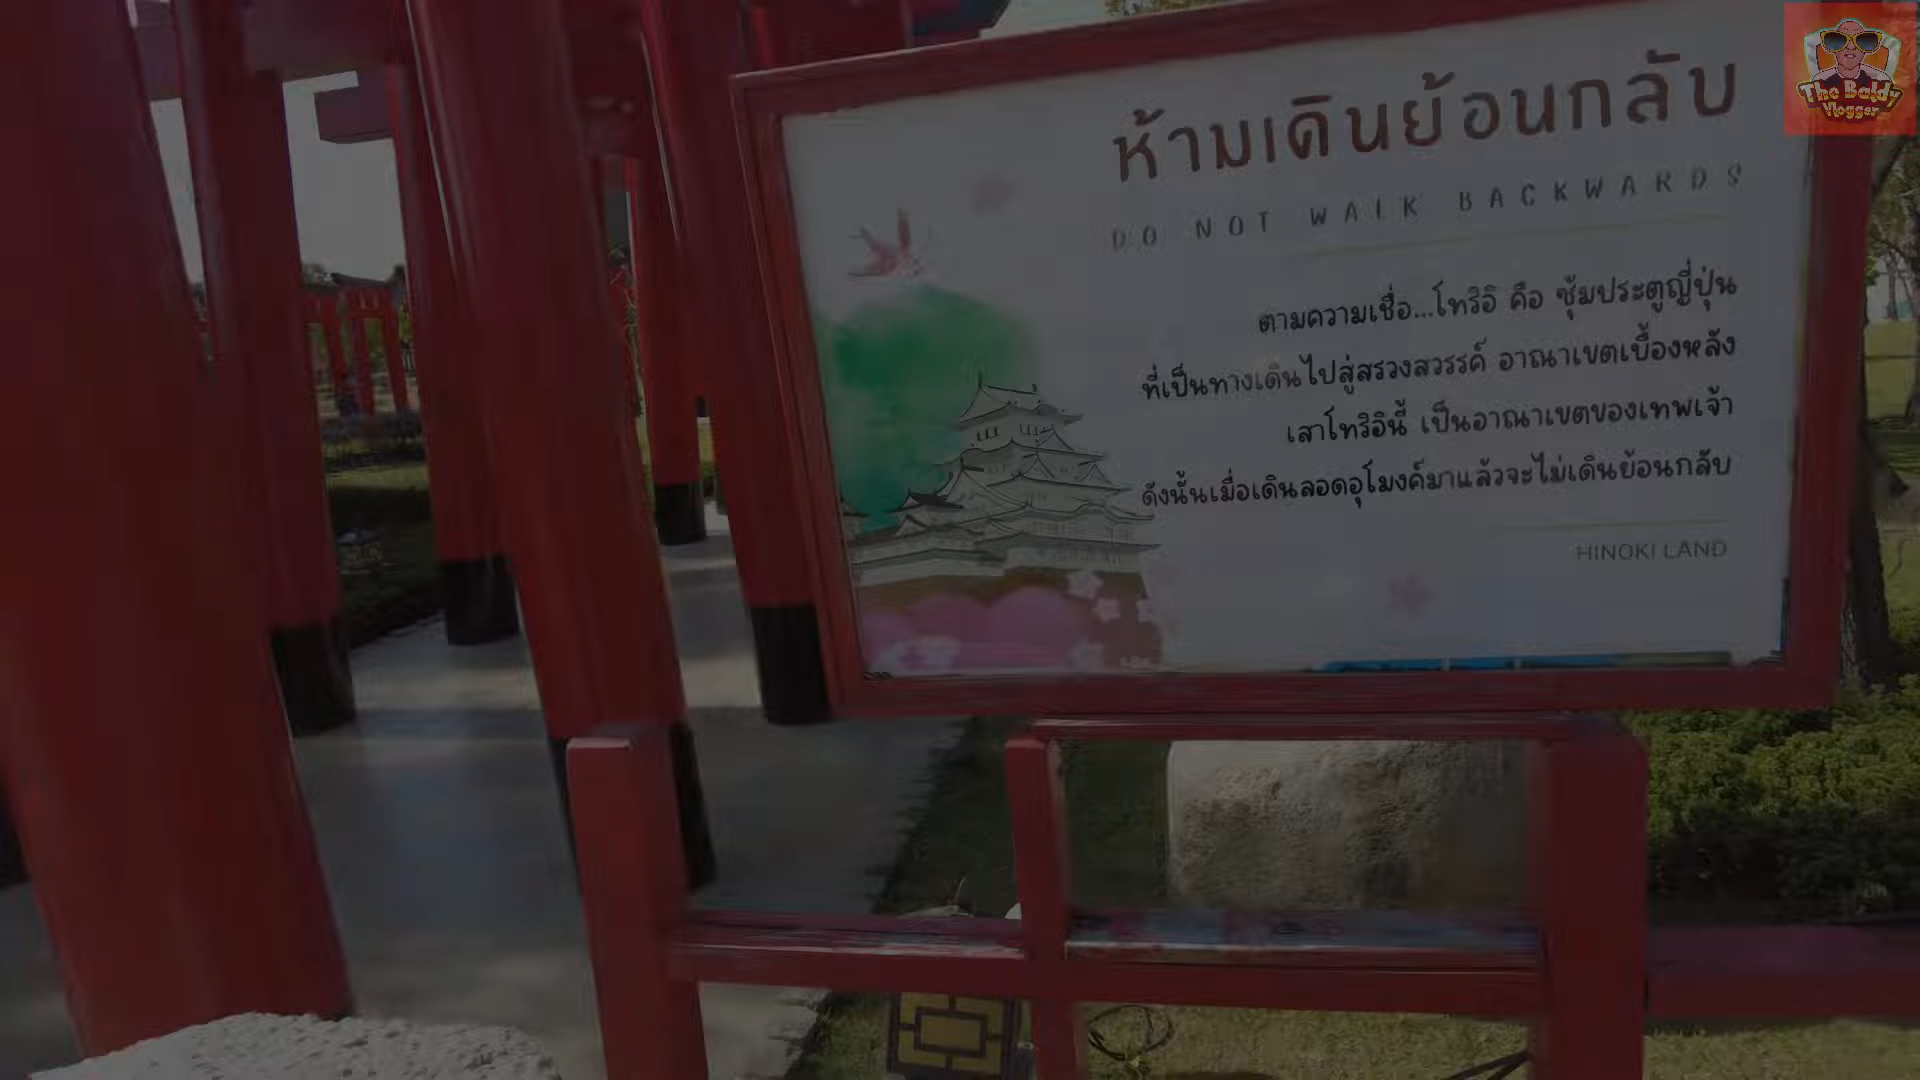 ห้ามเดินย้อนกลับ
DO NOT WALK BACKWARDS
ตามความเชื่อ...โทริอิ คือ ซุ้มประตูญี่ปุ่น
ที่เป็นทางเดินไปสู่สรวงสวรรค์ อาณาเขตเบื้องหลัง
เสาโทริอินี้ เป็นอาณาเขตของเทพเจ้า
ดังนั้นเมื่อเดินลอดอุโมงค์มาแล้วจะไม่เดินย้อนกลับ
HINOKI LAND
The Baldy
Vlogger